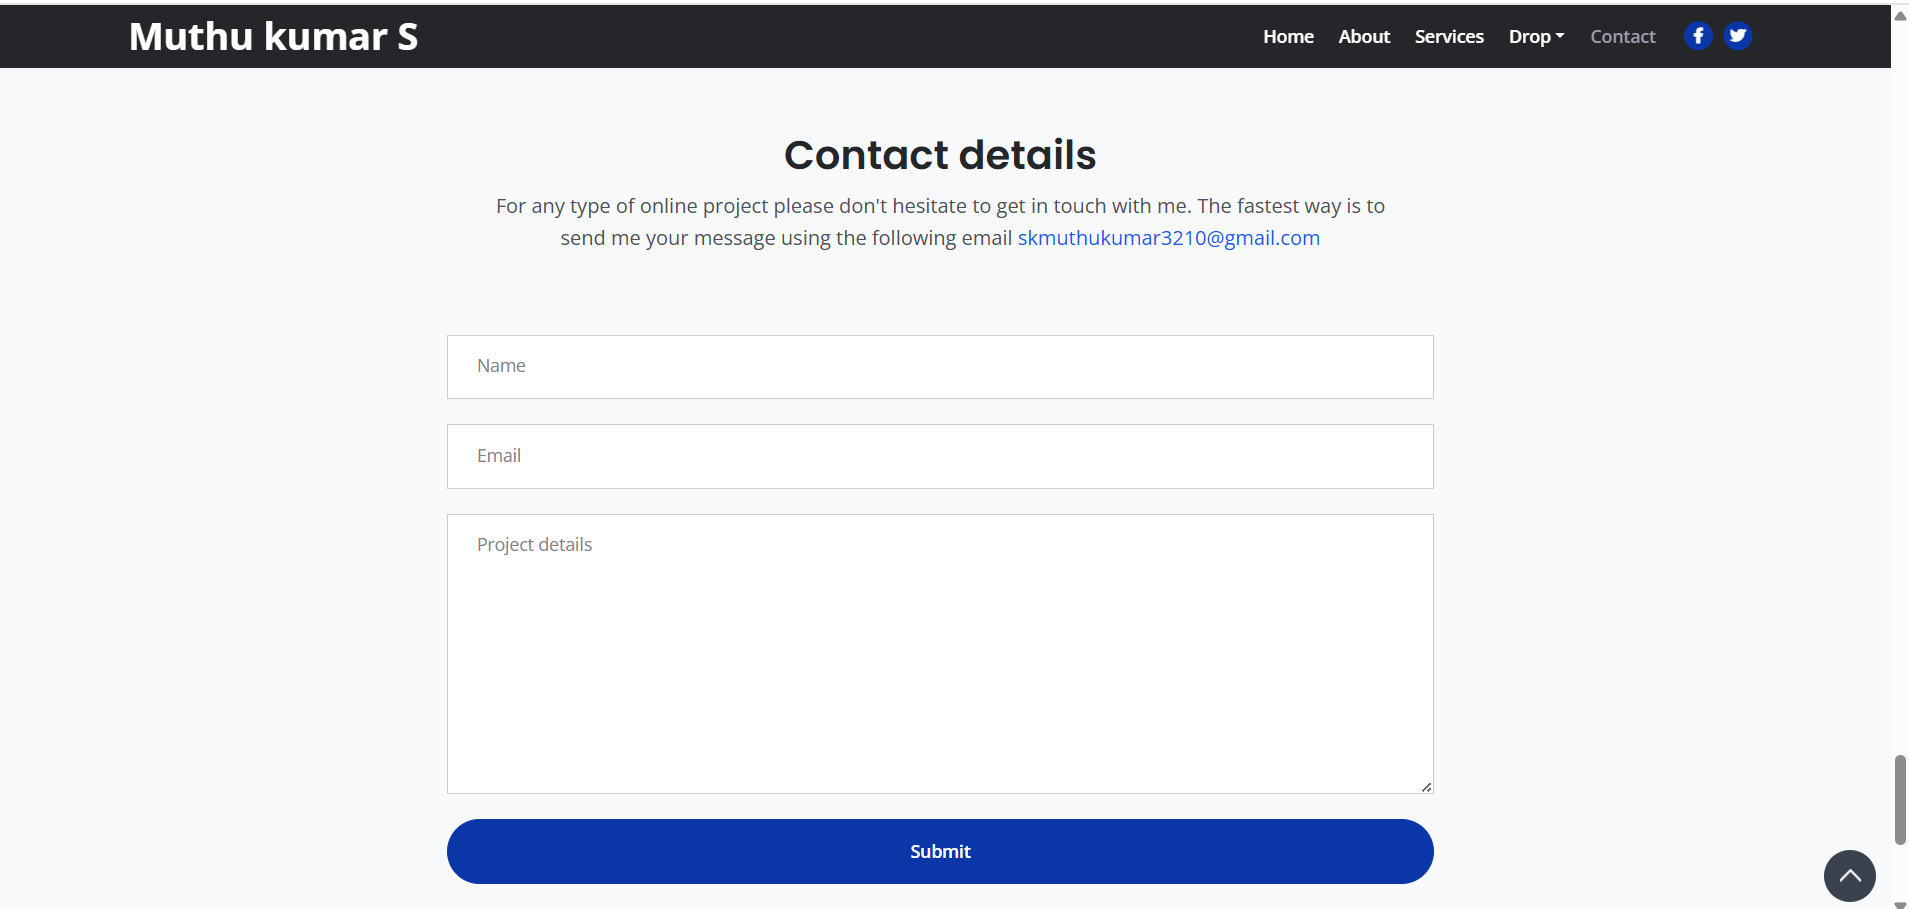 Muthu kumar S
Home About Services Drop Contact
Contact details
For any type of online project please don't hesitate to get in touch with me. The fastest way is to
send me your message using the following email skmuthukumar3210@gmail.com
Name
Email
Project details
Submit